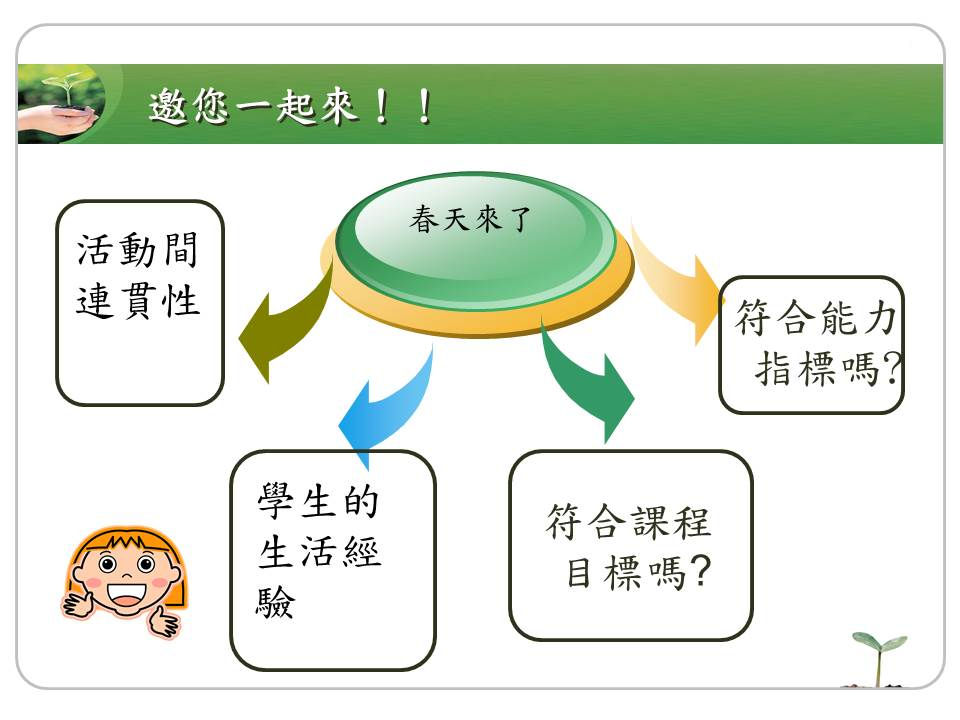 邀您一起來！！
春天來了
活動間
連貫性
學生的
生活經
驗
符合課程
目標嗎?
符合能力
指標嗎?